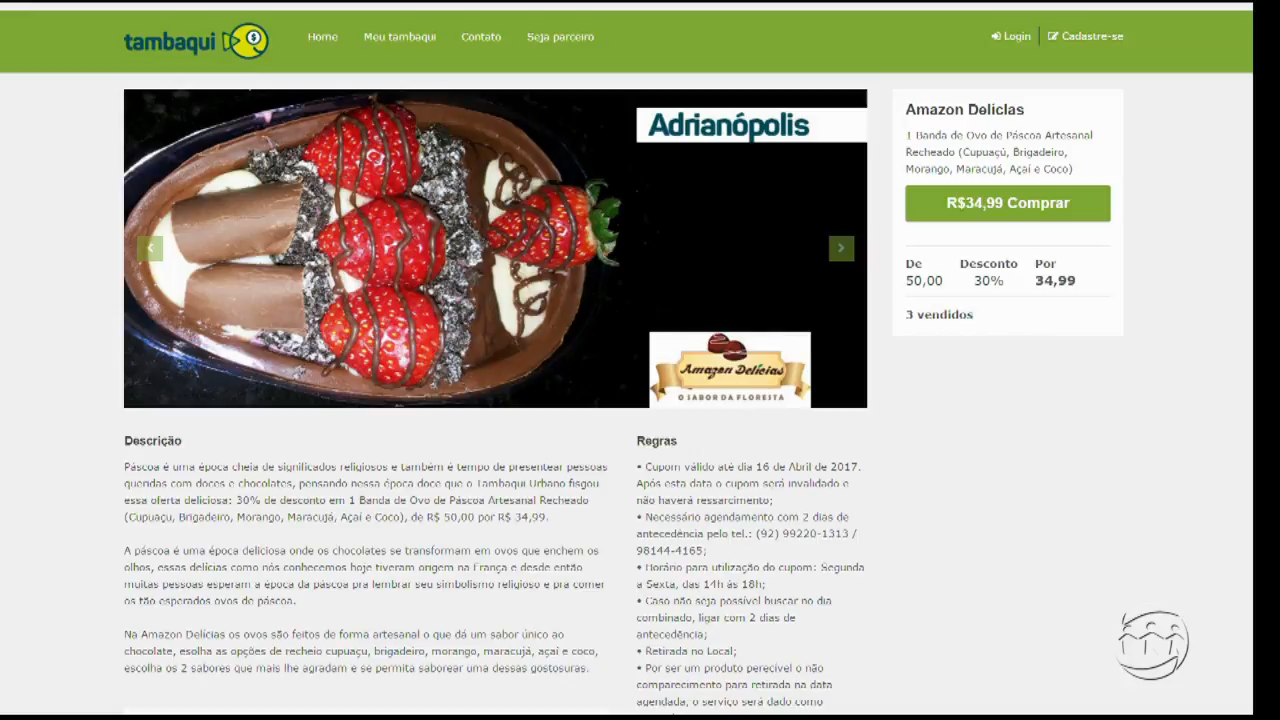 tambaqui
Home Meu tambaqui Contato Seja parceiro
Login Cadastre-se
Adrianópolis
Amazon Delícias
O SABOR DA FLORESTA
Amazon Delícias
1 Banda de Ovo de Páscoa Artesanal
Recheado (Cupuaçú, Brigadeiro,
Morango, Maracujá, Açaí e Coco)
R$34,99 Comprar
De Desconto Por
50,00 30% 34,99
3 vendidos
Descrição
Páscoa é uma época cheia de significados religiosos e também é tempo de presentear pessoas
queridas com doces e chocolates, pensando nessa época doce que o Tambaqui Urbano fisgou
essa oferta deliciosa: 30% de desconto em 1 Banda de Ovo de Páscoa Artesanal Recheado
(Cupuaçu, Brigadeiro, Morango, Maracujá, Açaí e Coco), de R$ 50,00 por R$ 34,99.
A páscoa é uma época deliciosa onde os chocolates se transformam em ovos que enchem os
olhos, essas delícias como nós conhecemos hoje tiveram origem na França e desde então
muitas pessoas esperam a época da páscoa pra lembrar seu simbolismo religioso e pra comer
os tão esperados ovos de páscoa.
Na Amazon Delícias os ovos são feitos de forma artesanal o que dá um sabor único ao
chocolate, esolha as opções de recheio cupuaçu, brigadeiro, morango, maracujá, açaí e coco,
escolha os 2 sabores que mais lhe agradam e se permita saborear uma dessas gostosuras.
Regras
• Cupom válido até dia 16 de Abril de 2017.
Após esta data o cupom será invalidado e
não haverá ressarcimento;
• Necessário agendamento com 2 dias de
antecedência pelo tel.: (92) 99220-1313 /
98144-4165;
• Horário para utilização do cupom: Segunda
a Sexta, das 14h às 18h;
• Caso não seja possível buscar no dia
combinado, ligar com 2 dias de
antecedência;
• Retirada no Local;
• Por ser um produto perecível o não
comparecimento para retirada na data
agendada, o serviço será dado como